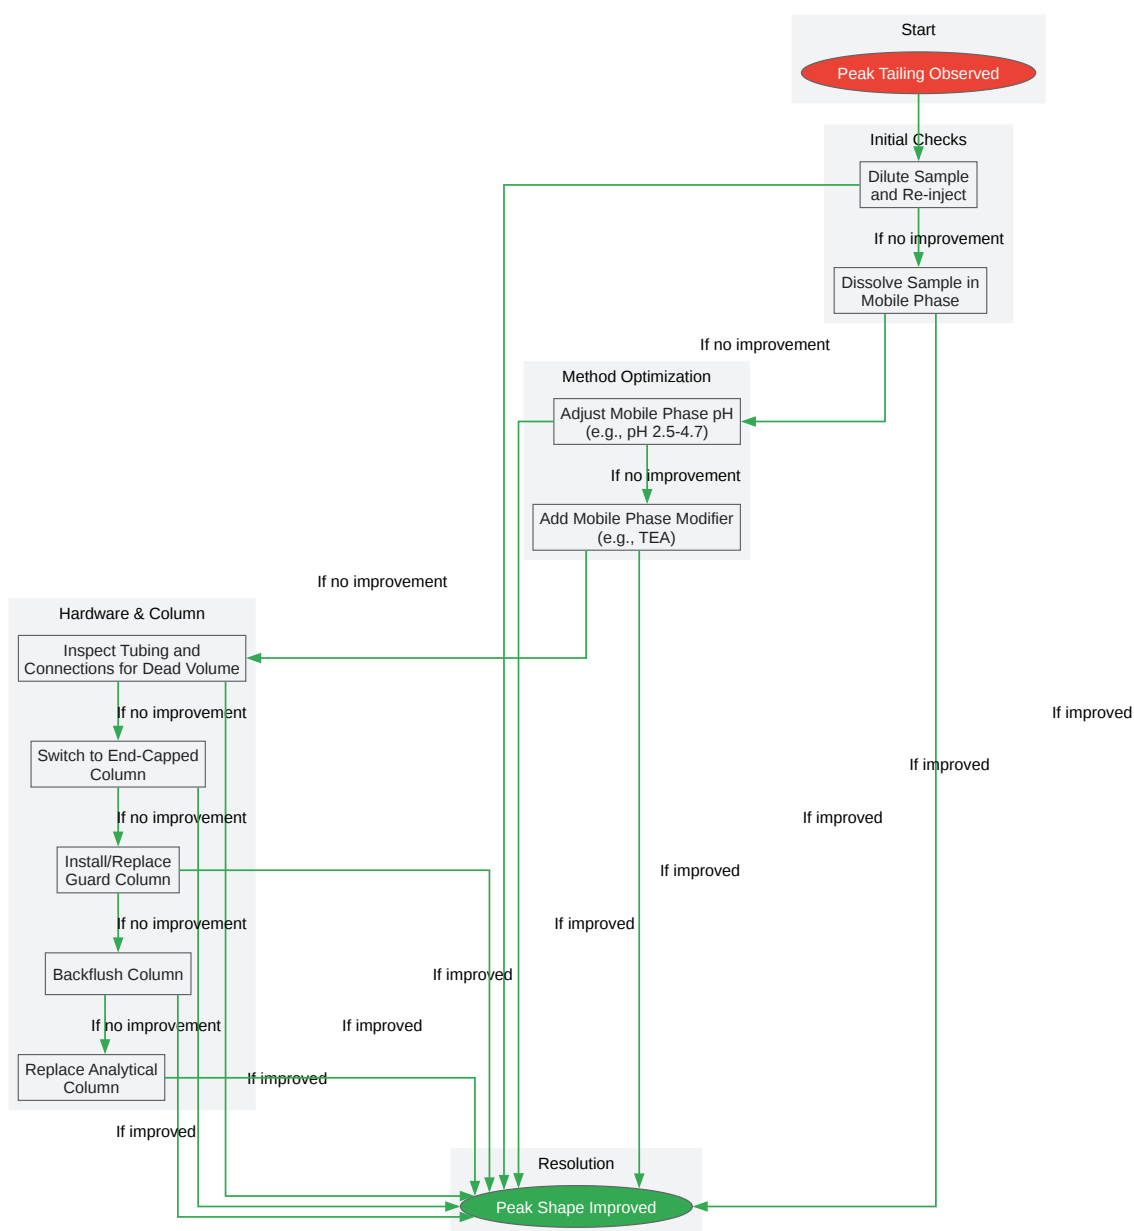 Start
Peak Tailing Observed
Initial Checks
Dilute Sample
and Re-inject
If no improvement
Dissolve Sample in
Mobile Phase
If no improvement
Method Optimization
Adjust Mobile Phase pH
(e.g., pH 2.5-4.7)
If no improvement
Add Mobile Phase Modifier
(e.g., TEA)
If no improvement
Hardware & Column
Inspect Tubing and
Connections for Dead Volume
If no improvement
If improved
Switch to End-Capped
Column
If improved
If no improvement
If improved
Install/Replace
Guard Column
If improved
If no improvement
If improved
Backflush Column
If improved
If no improvement
If improved
Replace Analytical
Column
If improved
If improved
Resolution
Peak Shape Improved